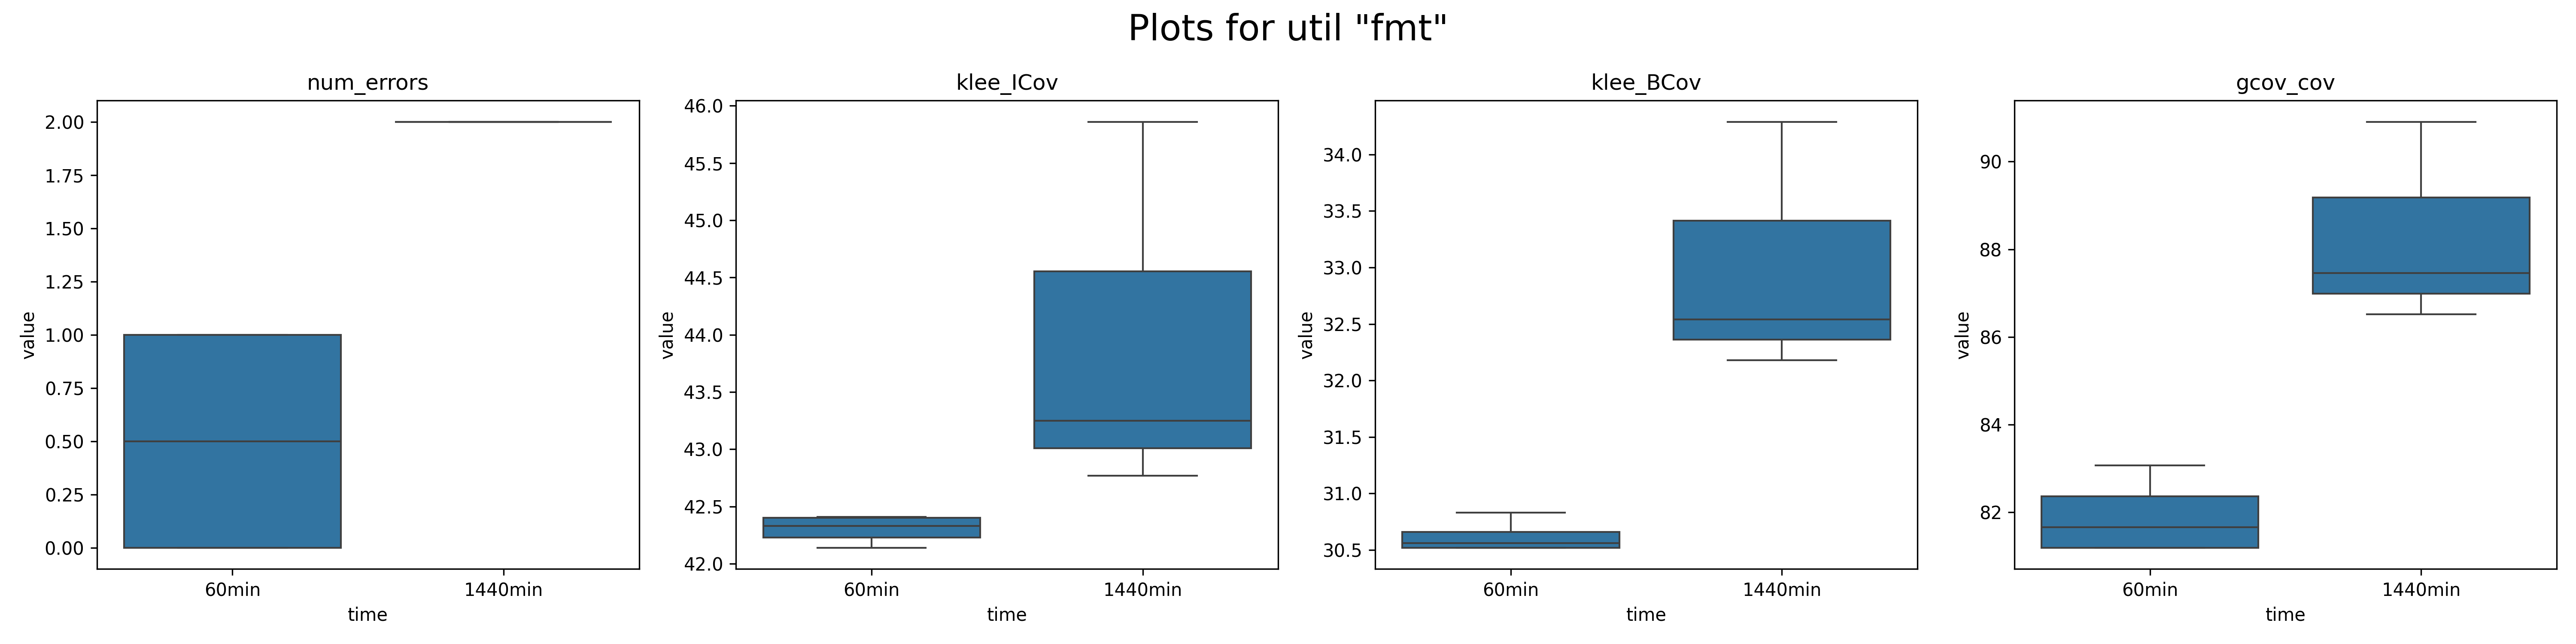 Plots for util "fmt"
num_errors
2.00
1.75
1.50
1.25
1.00
0.75
0.50
0.25
0.00
value
60min
1440min
time
klee_ICov
46.0
45.5
45.0
44.5
44.0
43.5
43.0
42.5
42.0
value
60min
1440min
time
klee_BCov
34.0
33.5
33.0
32.5
32.0
31.5
31.0
30.5
value
60min
1440min
time
gcov_cov
90
88
86
84
82
value
60min
1440min
time